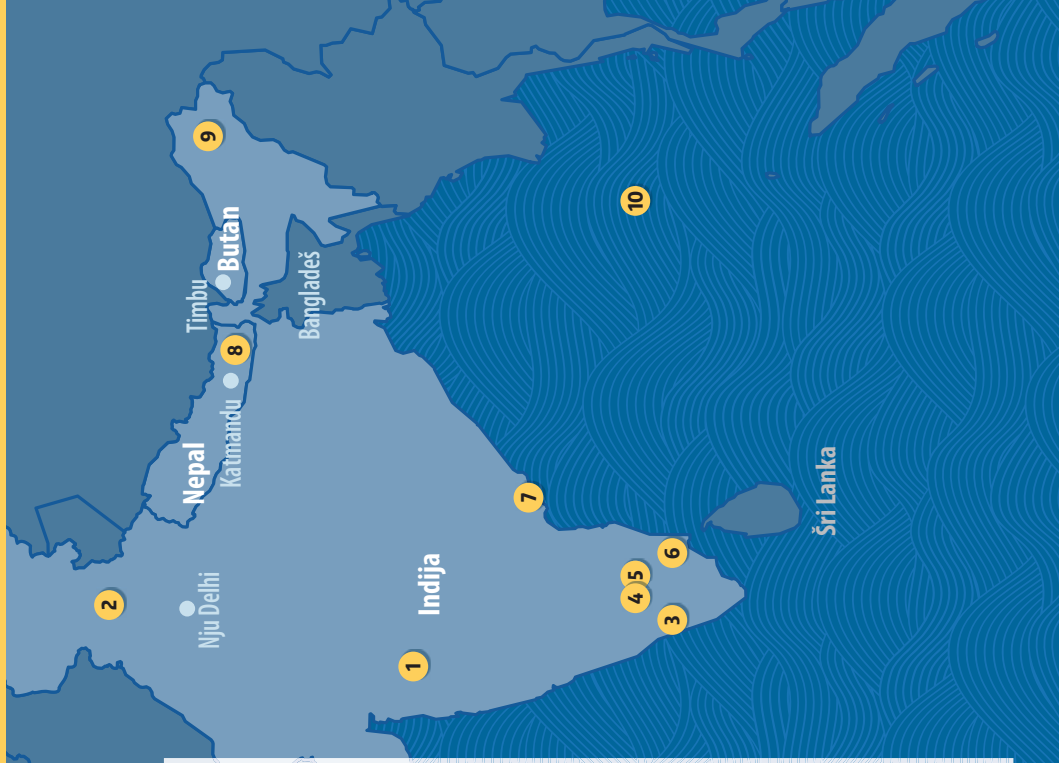 Timbu
Butan
Bangladeš
Nepal
Katmandu
Nju Delhi
Indija
Šri Lanka
1
2
3
4
5
6
7
8
9
10